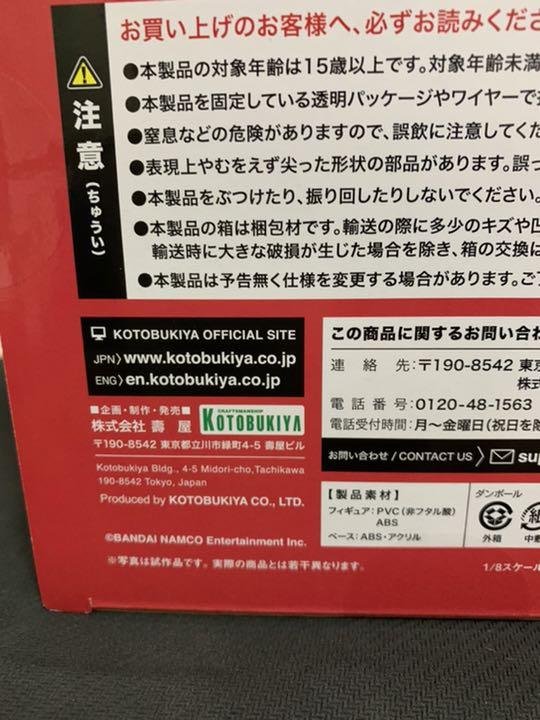 お買い上げのお客様へ、必ずお読みくださ
注意(ちゅうい)
●本製品の対象年齢は15歳以上です。対象年齢未満
●本製品を固定している透明パッケージやワイヤーで
●窒息などの危険がありますので、誤飲に注意してくだ
●表現上やむをえず尖った形状の部品があります。誤っ
●本製品をぶつけたり、振り回したりしないでください。
●本製品の箱は梱包材です。輸送の際に多少のキズや凹
輸送時に大きな破損が生じた場合を除き、箱の交換は
●本製品は予告無く仕様を変更する場合があります。ご了
KOTOBUKIYA OFFICIAL SITE
JPN〉www.kotobukiya.co.jp
ENG〉en.kotobukiya.co.jp
■企画・制作・発売■
株式会社 壽屋
CRAFTSMANSHIP
KOTOBUKIYA
〒190-8542 東京都立川市緑町4-5 壽屋ビル
Kotobukiya Bldg., 4-5 Midori-cho,Tachikawa
190-8542 Tokyo, Japan
Produced by KOTOBUKIYA CO., LTD.
©BANDAI NAMCO Entertainment Inc.
※写真は試作品です。実際の商品とは若干異なります。
この商品に関するお問い合わ
連絡先:〒190-8542 東京
株式
電話番号:0120-48-1563
電話受付時間:月〜金曜日(祝日を除
お問い合わせ / CONTACT US 〉 sup
【製品素材】
フィギュア:PVC(非フタル酸)
ABS
ベース:ABS・アクリル
ダンボール
外箱
紙
中敷
1/8スケール